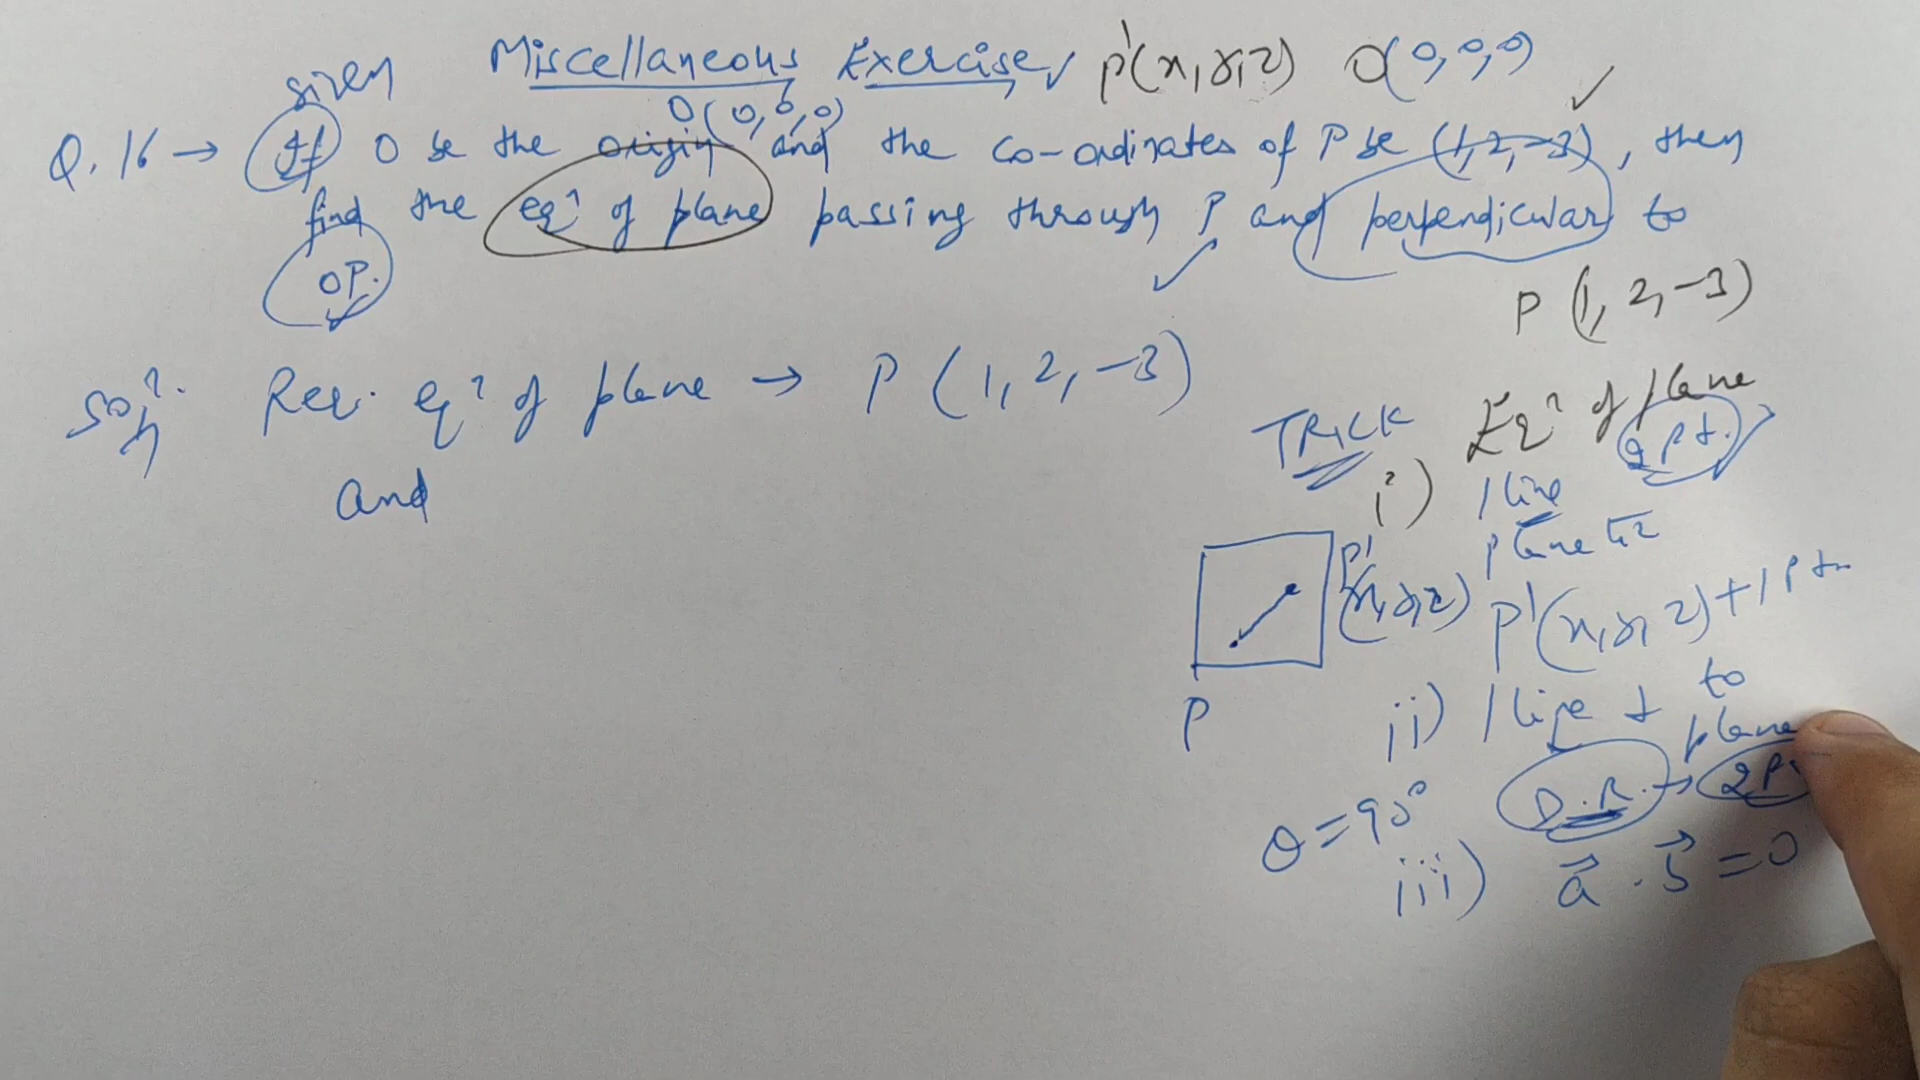 Miscellaneous Exercise P'(x,y,z) O(0,0,0)
given
O(0,0,0)
Q.16 → If O be the origin and the co-ordinates of P be (1,2,-3), then
find the eqn of plane passing through P and perpendicular to
OP.
P (1, 2, -3)
Soln. Req. eqn of plane → P (1, 2, -3)
and
TRICK Eqn of plane
2 Pt.
i) 1 line
plane
P'
(x,y,z) P'(x,y,z)+1Pt
P
ii) 1 line ⊥ to
plane
θ=90° D.R. → 2P
iii) a⃗ . b⃗ = 0